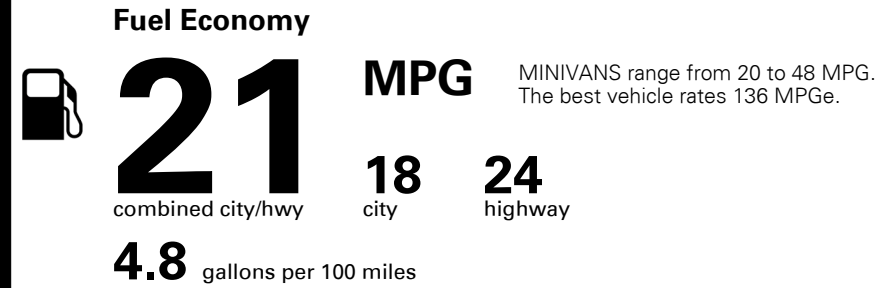 Fuel Economy
21 MPG
MINIVANS range from 20 to 48 MPG.
The best vehicle rates 136 MPGe.
18 24
combined city/hwy city highway
4.8 gallons per 100 miles